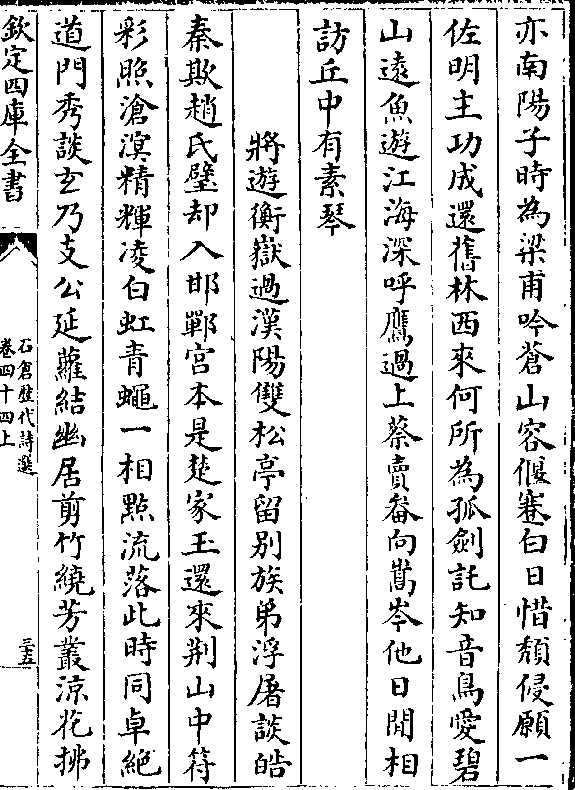 亦南陽子時為梁甫吟蒼山容偃蹇白日惜頽侵願一
佐明主功成還舊林西來何所為孤劍託知音鳥愛碧
山逺魚遊江海深呼鷹過上蔡賣畚向嵩岑他日閒相
訪丘中有素琴
將遊衡嶽過漢陽雙松亭留别族弟浮屠談皓
秦欺趙氏璧却入邯鄲宮本是楚家玉還來荆山中符
彩照滄溟精輝凌白虹青蠅一相點流落此時同卓絶
道門秀談玄乃支公延蘿結幽居剪竹繞芳叢涼花拂
欽定四庫全書
石倉歴代詩選
卷四十四上
三五